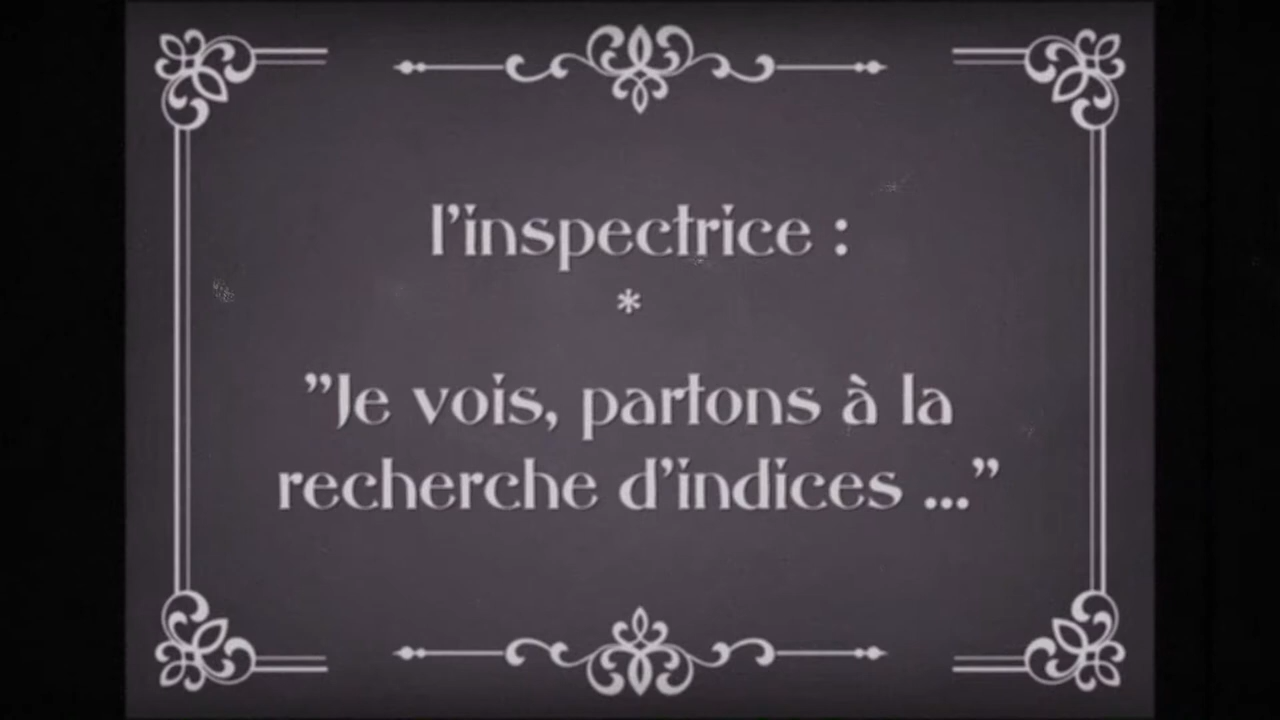 l'inspectrice :
*
"Je vois, partons à la
recherche d'indices ..."